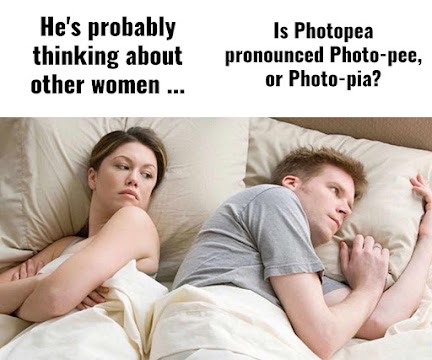 He's probably
thinking about
other women ...
Is Photopea
pronounced Photo-pee,
or Photo-pia?